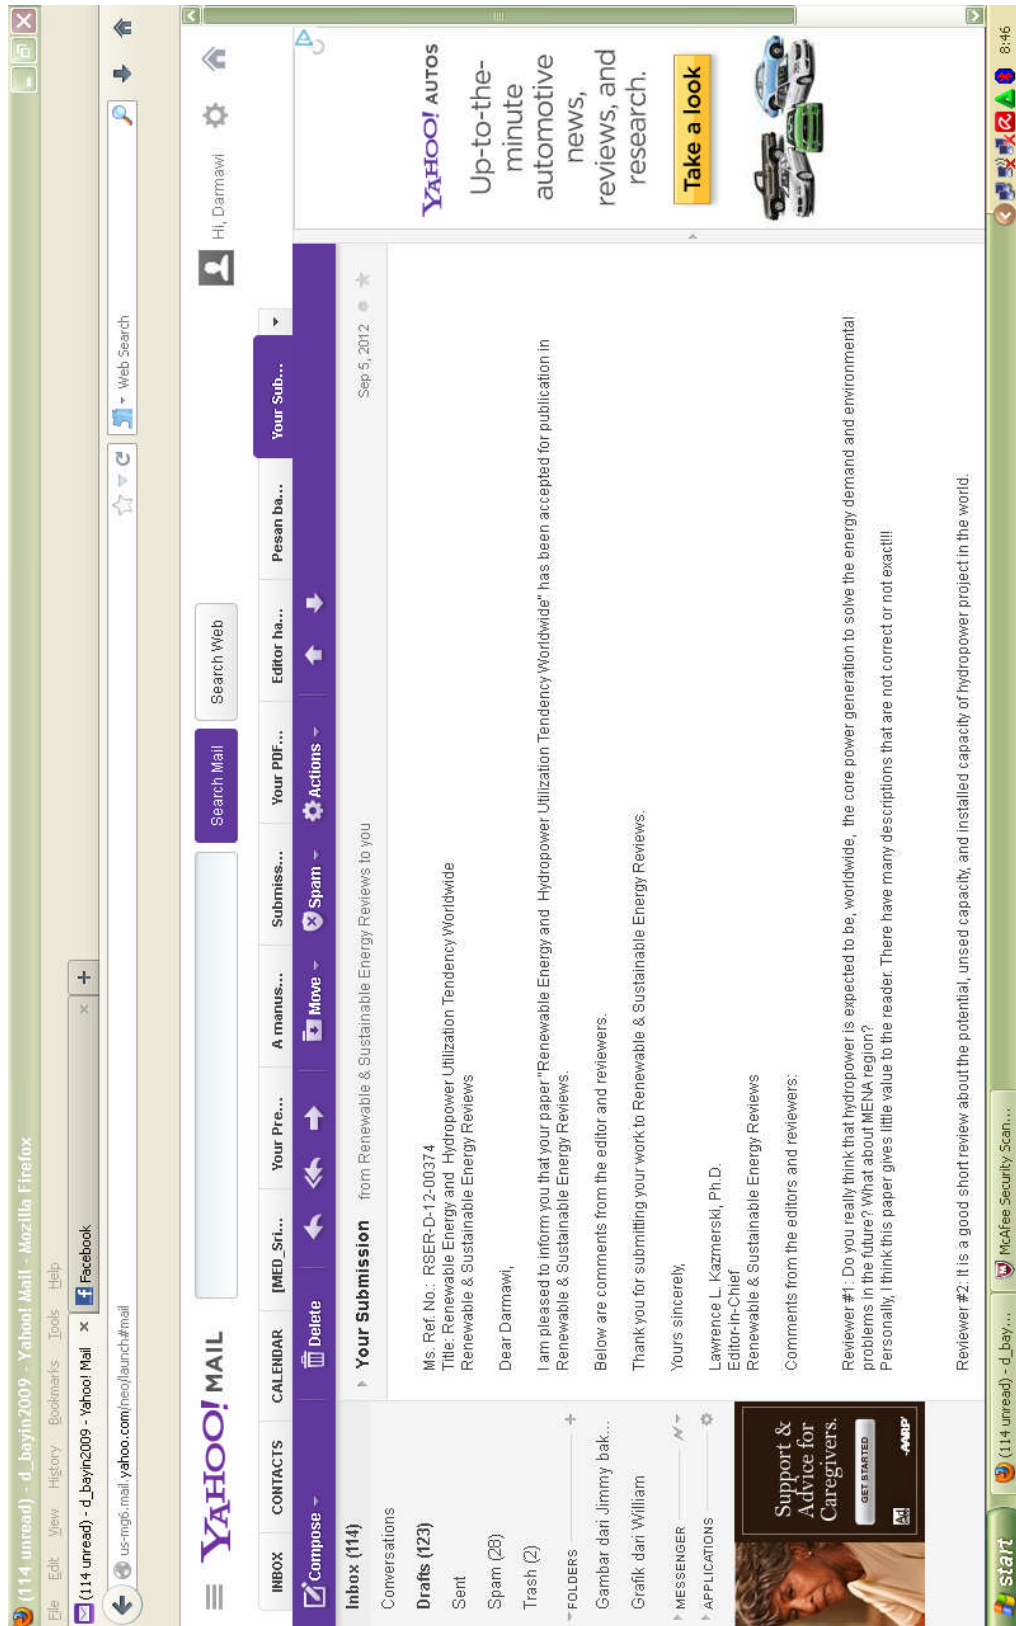 (114 unread) - d_bayin2009 - Yahoo! Mail - Mozilla Firefox
File Edit View History Bookmarks Tools Help
(114 unread) - d_bayin2009 - Yahoo! Mail × Facebook × +
us-mg6.mail.yahoo.com/neo/launch#mail Web Search
YAHOO! MAIL Search Mail Search Web Hi, Darmawi
INBOX CONTACTS CALENDAR [MED_Sri... Your Pre... A manus... Submiss... Your PDF... Editor ha... Pesan ba... Your Sub...
Compose Delete Move Spam Actions
Inbox (114)
Conversations
Drafts (123)
Sent
Spam (28)
Trash (2)
FOLDERS +
Gambar dari Jimmy bak...
Grafik dari William
MESSENGER
APPLICATIONS
Support &
Advice for
Caregivers.
GET STARTED
Ad
AARP
Your Submission from Renewable & Sustainable Energy Reviews to you Sep 5, 2012
Ms. Ref. No.: RSER-D-12-00374
Title: Renewable Energy and Hydropower Utilization Tendency Worldwide
Renewable & Sustainable Energy Reviews
Dear Darmawi,
I am pleased to inform you that your paper "Renewable Energy and Hydropower Utilization Tendency Worldwide" has been accepted for publication in
Renewable & Sustainable Energy Reviews.
Below are comments from the editor and reviewers.
Thank you for submitting your work to Renewable & Sustainable Energy Reviews.
Yours sincerely,
Lawrence L. Kazmerski, Ph.D.
Editor-in-Chief
Renewable & Sustainable Energy Reviews
Comments from the editors and reviewers:
Reviewer #1: Do you really think that hydropower is expected to be, worldwide, the core power generation to solve the energy demand and environmental
problems in the future? What about MENA region?
Personally, I think this paper gives little value to the reader. There have many descriptions that are not correct or not exact!!!
Reviewer #2: It is a good short review about the potential, unsed capacity, and installed capacity of hydropower project in the world.
YAHOO! AUTOS
Up-to-the-
minute
automotive
news,
reviews, and
research.
Take a look
start (114 unread) - d_bay... McAfee Security Scan... 8:46